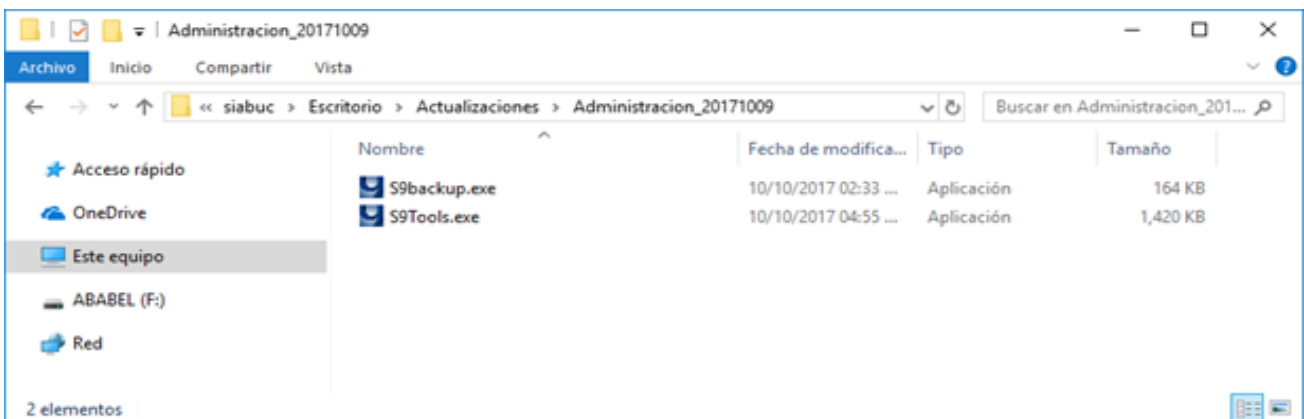 Administracion_20171009
Archivo Inicio Compartir Vista
« siabuc > Escritorio > Actualizaciones > Administracion_20171009 Buscar en Administracion_201...
Nombre Fecha de modifica... Tipo Tamaño
Acceso rápido
OneDrive
Este equipo
ABABEL (F:)
Red
S9backup.exe 10/10/2017 02:33 ... Aplicación 164 KB
S9Tools.exe 10/10/2017 04:55 ... Aplicación 1,420 KB
2 elementos